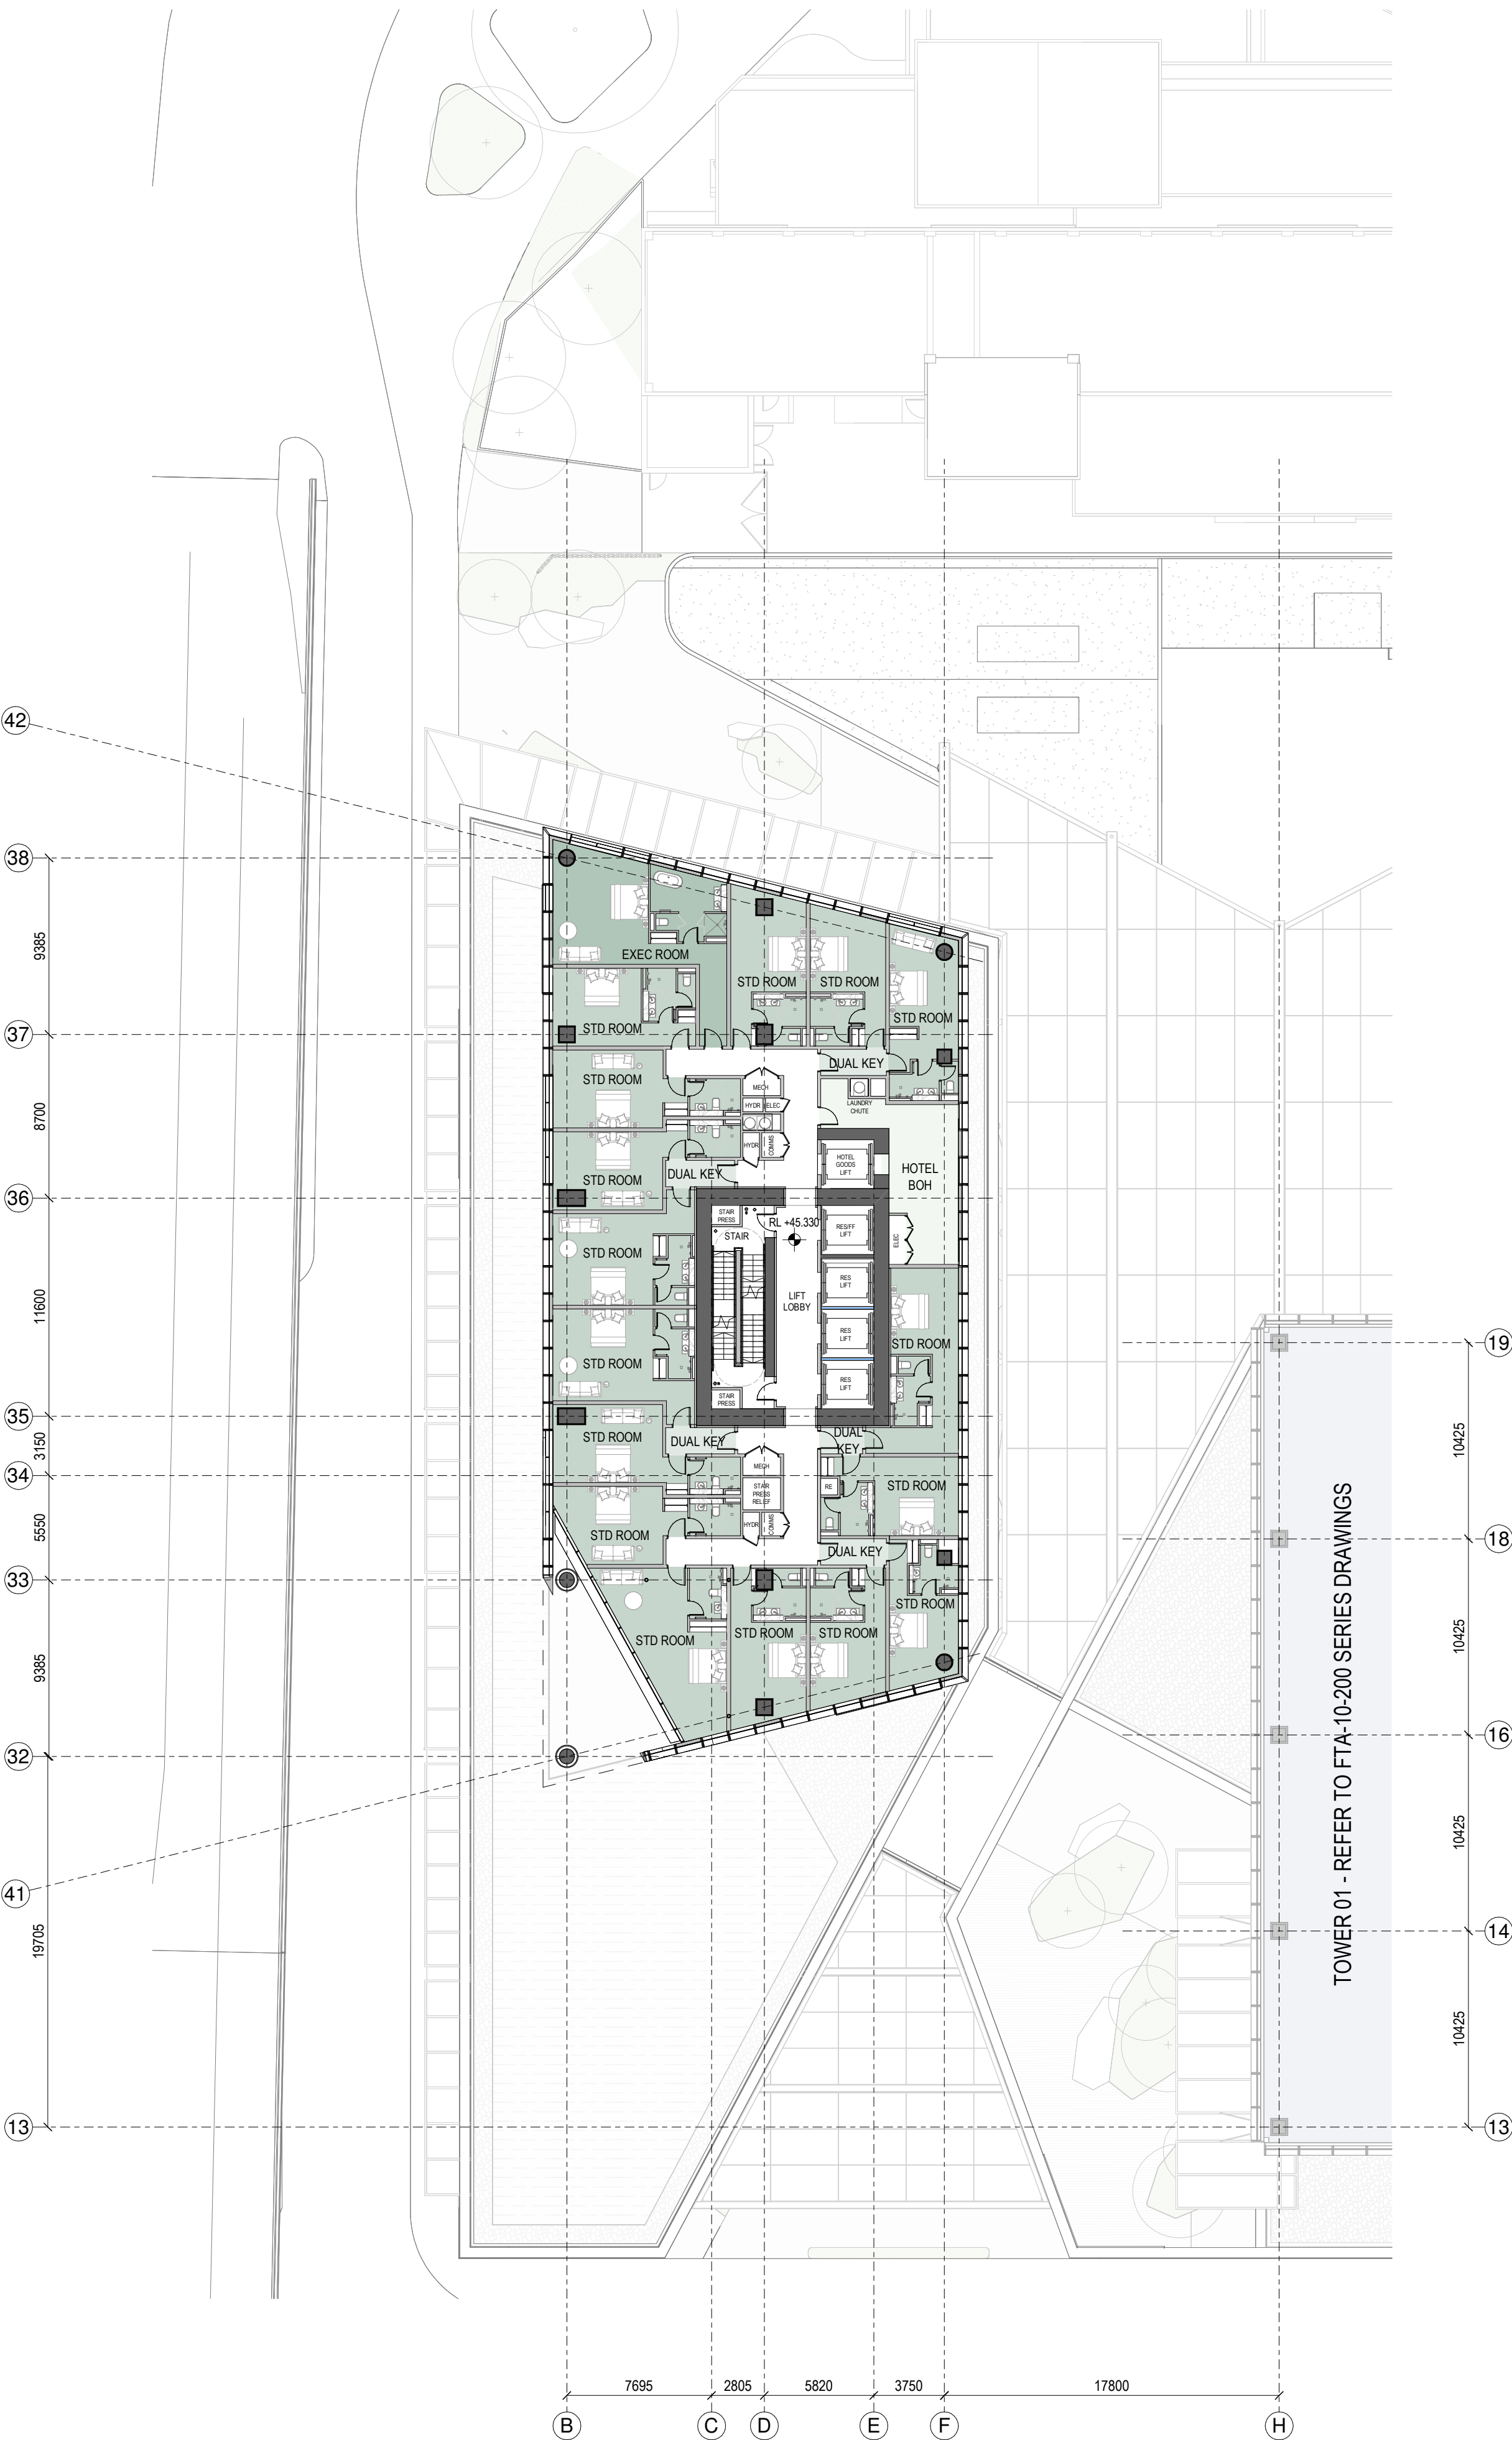 42
38
9385
EXEC ROOM
STD ROOM
STD ROOM
STD ROOM
STD ROOM
37
DUAL KEY
STD ROOM
MECH
LAUNDRY
CHUTE
HYDR
ELEC
8700
HYDR
COMMS
HOTEL
GOODS
LIFT
STD ROOM
DUAL KEY
HOTEL
BOH
36
STAIR
PRESS
RL +45.330
RES/FF
LIFT
STAIR
ELEC
STD ROOM
RES
LIFT
11600
LIFT
LOBBY
RES
LIFT
STD ROOM
STD ROOM
RES
LIFT
STAIR
PRESS
35
STD ROOM
DUAL KEY
DUAL
KEY
3150
34
MECH
STAIR
PRESS
RELIEF
RE
STD ROOM
HYDR
COMMS
5550
STD ROOM
DUAL KEY
33
STD ROOM
STD ROOM
STD ROOM
STD ROOM
9385
32
41
19705
13
19
10425
18
10425
16
10425
14
10425
13
TOWER 01 - REFER TO FTA-10-200 SERIES DRAWINGS
7695
2805
5820
3750
17800
B
C
D
E
F
H